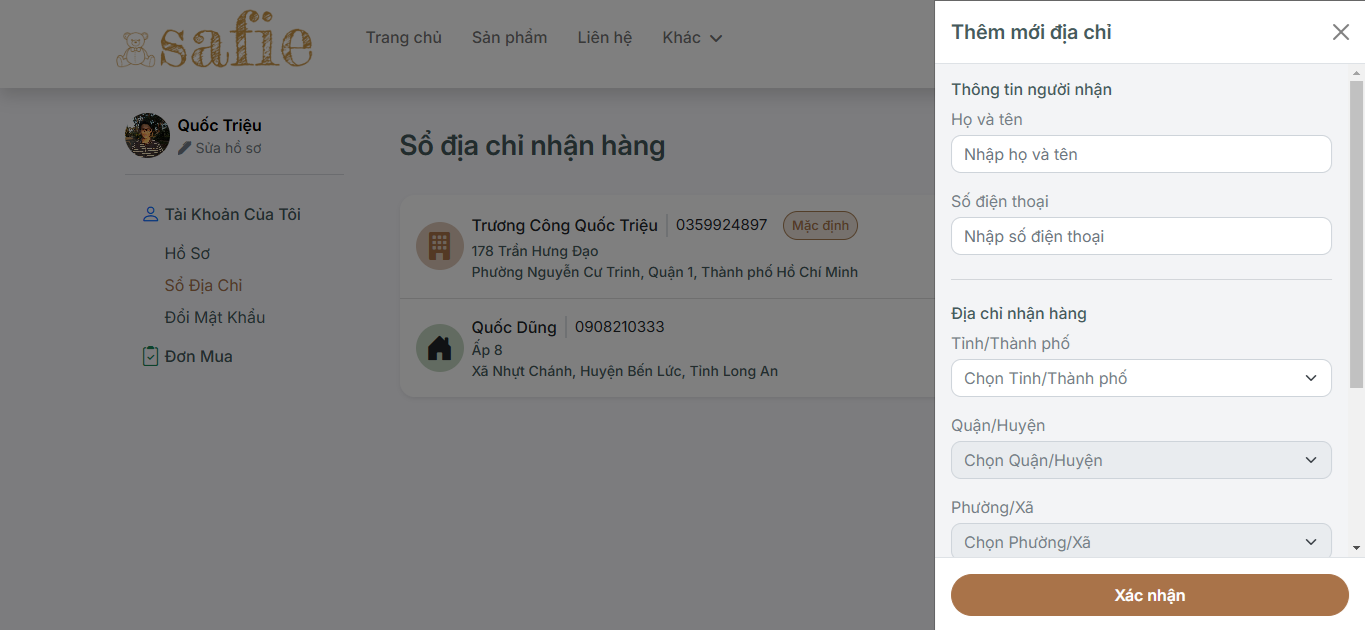 safie
Trang chủ
Sản phẩm
Liên hệ
Khác
Quốc Triệu
Sửa hồ sơ
Tài Khoản Của Tôi
Hồ Sơ
Sổ Địa Chỉ
Đổi Mật Khẩu
Đơn Mua
Sổ địa chỉ nhận hàng
Trương Công Quốc Triệu
0359924897
Mặc định
178 Trần Hưng Đạo
Phường Nguyễn Cư Trinh, Quận 1, Thành phố Hồ Chí Minh
Quốc Dũng
0908210333
Ấp 8
Xã Nhựt Chánh, Huyện Bến Lức, Tỉnh Long An
Thêm mới địa chỉ
Thông tin người nhận
Họ và tên
Nhập họ và tên
Số điện thoại
Nhập số điện thoại
Địa chỉ nhận hàng
Tỉnh/Thành phố
Chọn Tỉnh/Thành phố
Quận/Huyện
Chọn Quận/Huyện
Phường/Xã
Chọn Phường/Xã
Xác nhận